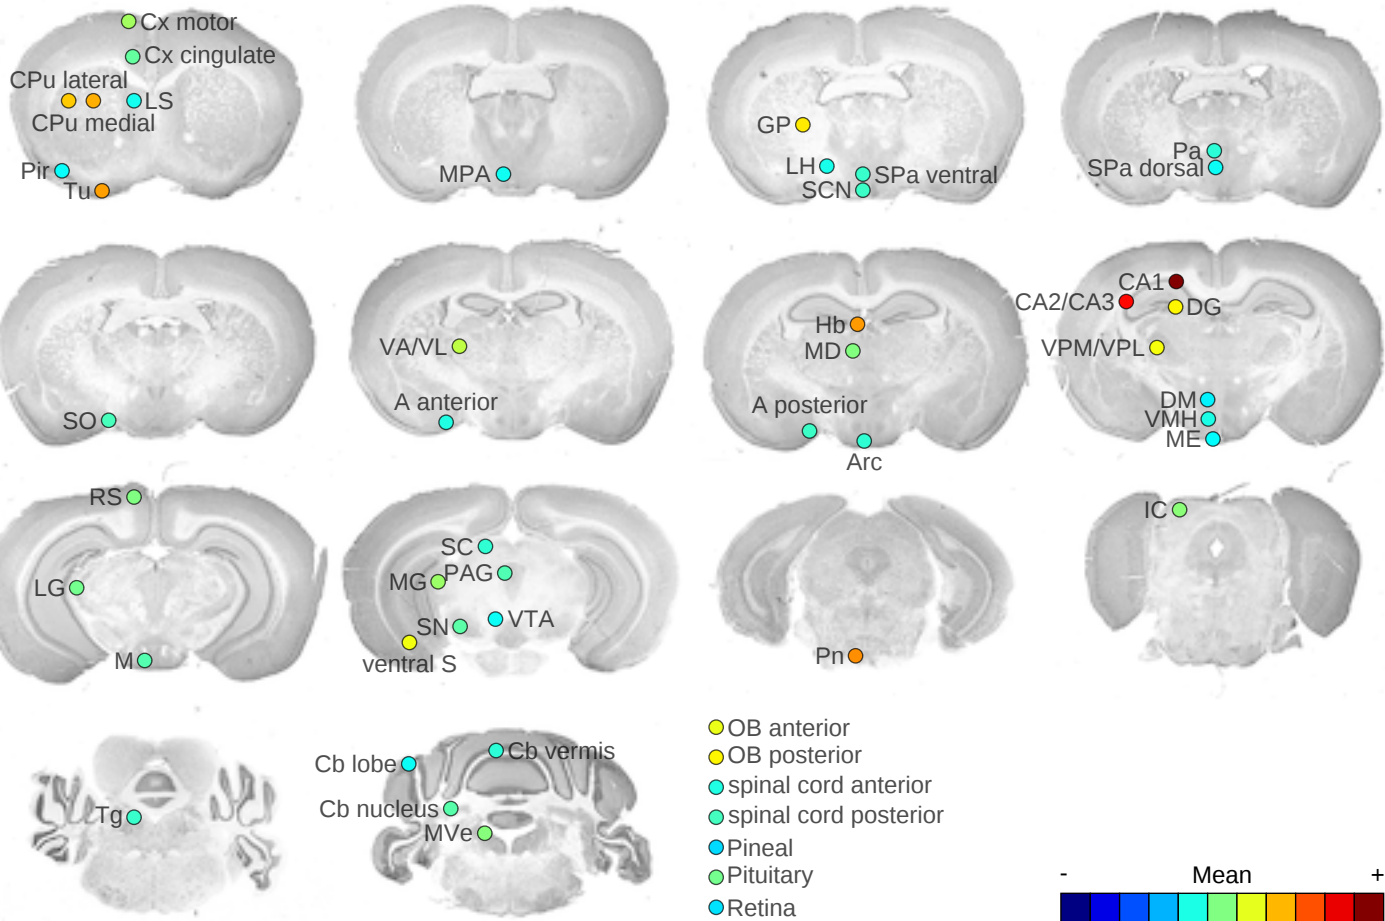 Cx motor
Cx cingulate
CPu lateral
LS
CPu medial
Pir
Tu
MPA
GP
LH
SPa ventral
SCN
Pa
SPa dorsal
SO
VA/VL
A anterior
Hb
MD
A posterior
Arc
CA1
CA2/CA3
DG
VPM/VPL
DM
VMH
ME
RS
LG
M
SC
PAG
MG
VTA
SN
ventral S
Pn
IC
Tg
Cb vermis
Cb lobe
Cb nucleus
MVe
OB anterior
OB posterior
spinal cord anterior
spinal cord posterior
Pineal
Pituitary
Retina
- Mean +